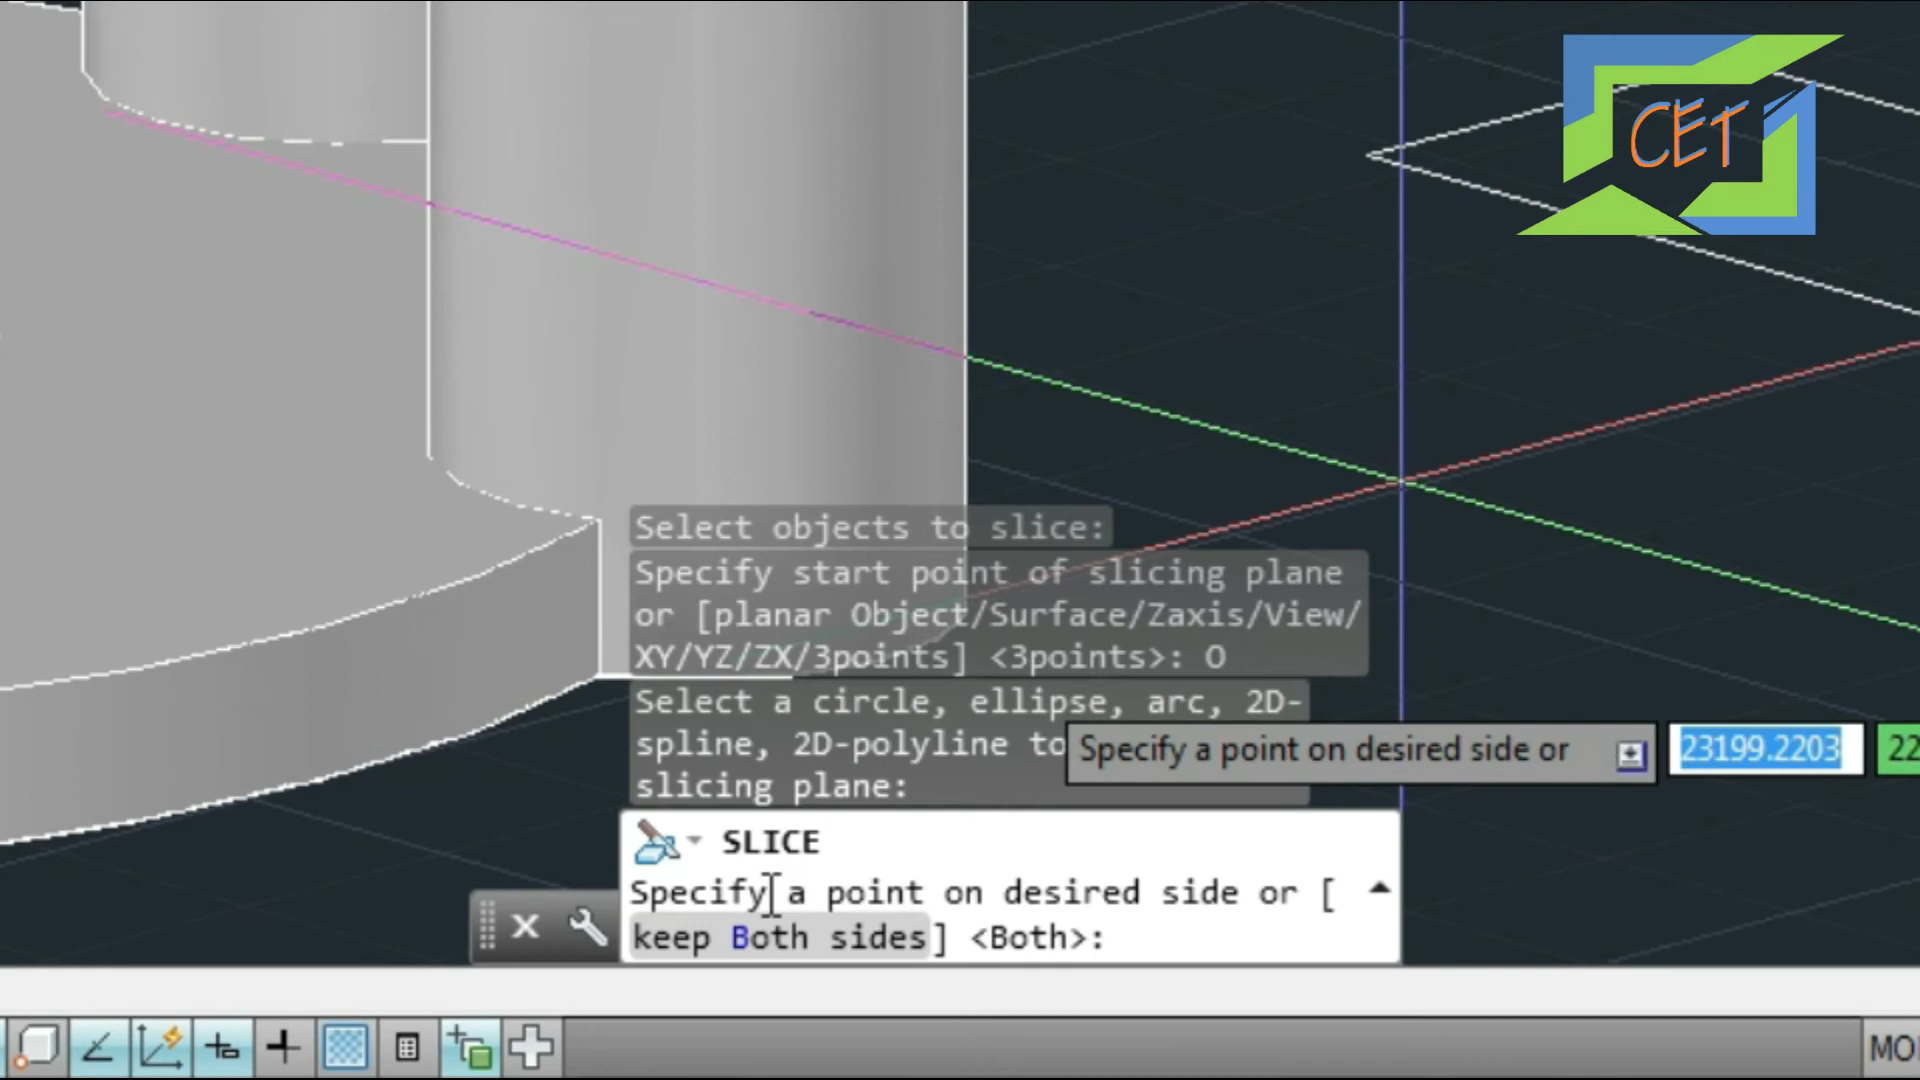 CET
Select objects to slice:
Specify start point of slicing plane
or [planar Object/Surface/Zaxis/View/
XY/YZ/ZX/3points] <3points>: O
Select a circle, ellipse, arc, 2D-
spline, 2D-polyline to
slicing plane:
Specify a point on desired side or
23199.2203
22
SLICE
Specify a point on desired side or [
keep Both sides] <Both>:
MO